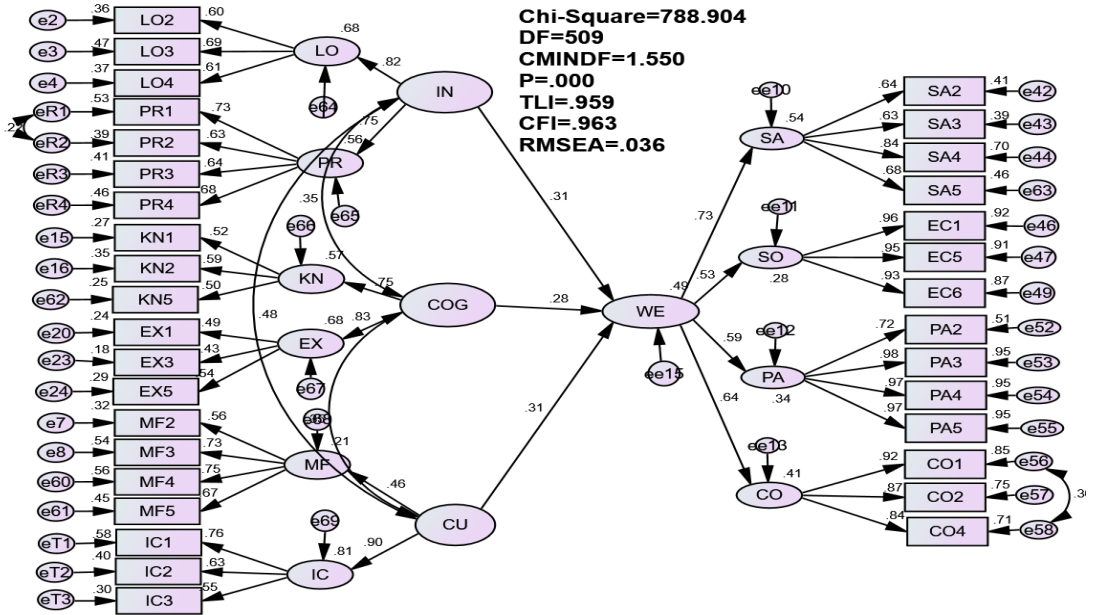 Chi-Square=788.904
DF=509
CMINDF=1.550
P=.000
TLI=.959
CFI=.963
RMSEA=.036
e2 .36 LO2 .60
e3 .47 LO3 .69
e4 .37 LO4 .61
LO .68
e64
.82
IN
eR1 .53 PR1 .73
eR2 .39 PR2 .63
eR3 .41 PR3 .64
eR4 .46 PR4 .68
PR .56
e65
.75
.35
.31
e15 .27 KN1 .52
e16 .35 KN2 .59
e62 .25 KN5 .50
KN .57
e66
.75
COG
.28
e20 .24 EX1 .49
e23 .18 EX3 .43
e24 .29 EX5 .54
EX .68
e67
.83
.48
e7 .32 MF2 .56
e8 .54 MF3 .73
e60 .56 MF4 .75
e61 .45 MF5 .67
MF .21
.46
CU
.31
eT1 .58 IC1 .76
eT2 .40 IC2 .63
eT3 .30 IC3 .55
IC .81
e69
.90
WE .49
ee15
ee10
.73 SA .54
.64 SA2 .41 e42
.63 SA3 .39 e43
.84 SA4 .70 e44
.68 SA5 .46 e63
ee11
.53 SO .28
.96 EC1 .92 e46
.95 EC5 .91 e47
.93 EC6 .87 e49
ee12
.59 PA .34
.72 PA2 .51 e52
.98 PA3 .95 e53
.97 PA4 .95 e54
.97 PA5 .95 e55
ee13
.64 CO .41
.92 CO1 .85 e56
.87 CO2 .75 e57
.84 CO4 .71 e58